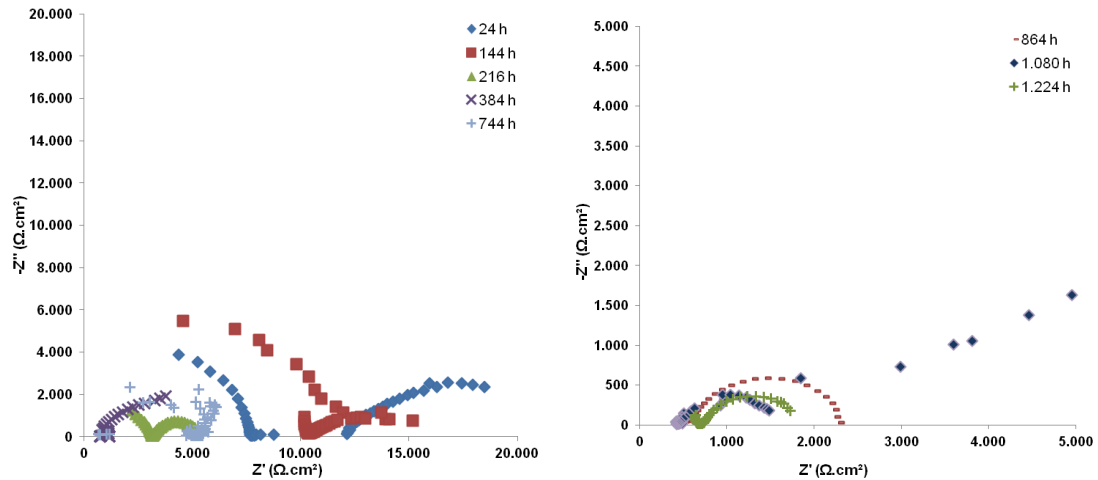 20.000
18.000
16.000
14.000
12.000
10.000
8.000
6.000
4.000
2.000
0
-Z'' (Ω.cm²)
24 h
144 h
216 h
384 h
744 h
0
5.000
10.000
15.000
20.000
Z' (Ω.cm²)
5.000
4.500
4.000
3.500
3.000
2.500
2.000
1.500
1.000
500
0
-Z'' (Ω.cm²)
864 h
1.080 h
1.224 h
0
1.000
2.000
3.000
4.000
5.000
Z' (Ω.cm²)